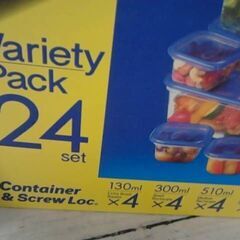 Variety
Pack
24
set
Container
& Screw Loc.
130ml
300ml
510ml
×4
×4
×4